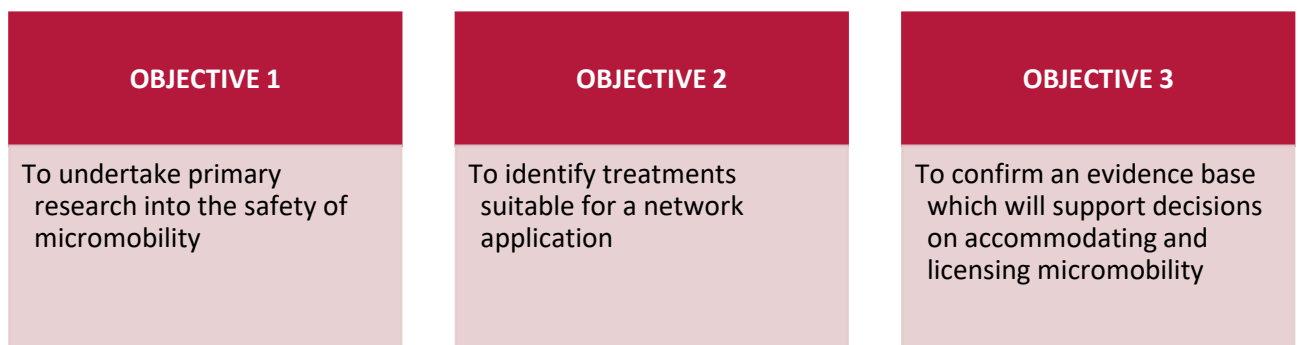 OBJECTIVE 1
To undertake primary
research into the safety of
micromobility
OBJECTIVE 2
To identify treatments
suitable for a network
application
OBJECTIVE 3
To confirm an evidence base
which will support decisions
on accommodating and
licensing micromobility